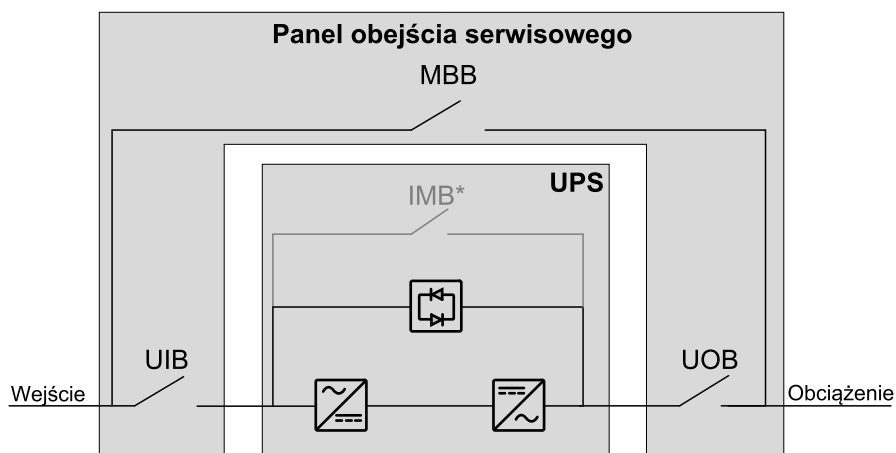 Panel obejścia serwisowego
MBB
UPS
IMB*
UIB
UOB
Wejście
Obciążenie